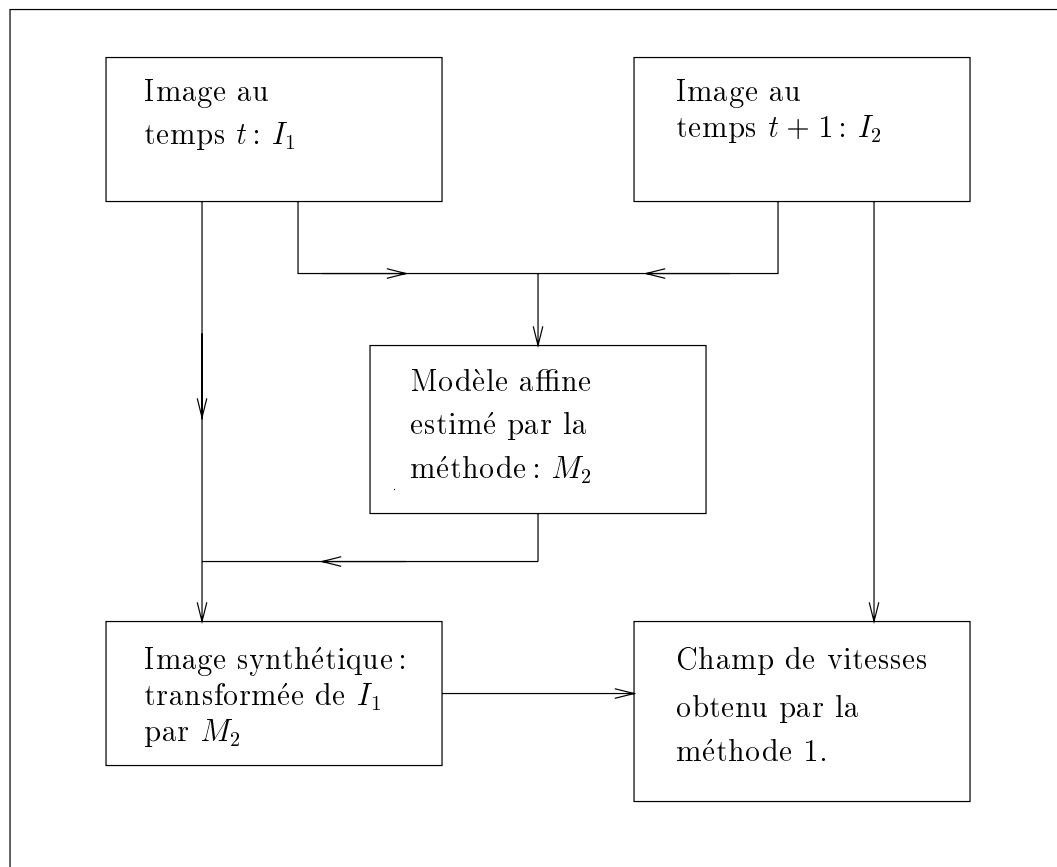 Image au
temps t : I₁
Image au
temps t + 1 : I₂
Modèle affine
estimé par la
méthode : M₂
Image synthétique :
transformée de I₁
par M₂
Champ de vitesses
obtenu par la
méthode 1.